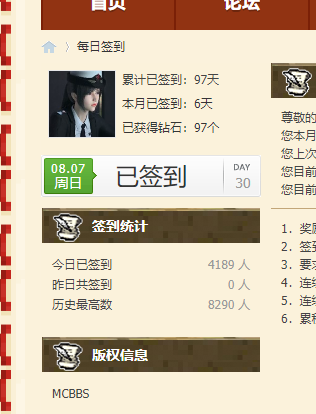 首页 论坛
每日签到
累计已签到：97天
本月已签到：6天
已获得钻石：97个
08.07
周日
已签到
DAY
30
签到统计
今日已签到 4189 人
昨日共签到 0 人
历史最高数 8290 人
版权信息
MCBBS
尊敬的
您本月
您上次
您目前
您目前
1. 奖励
2. 签到
3. 要求
4. 连续
5. 连续
6. 累积